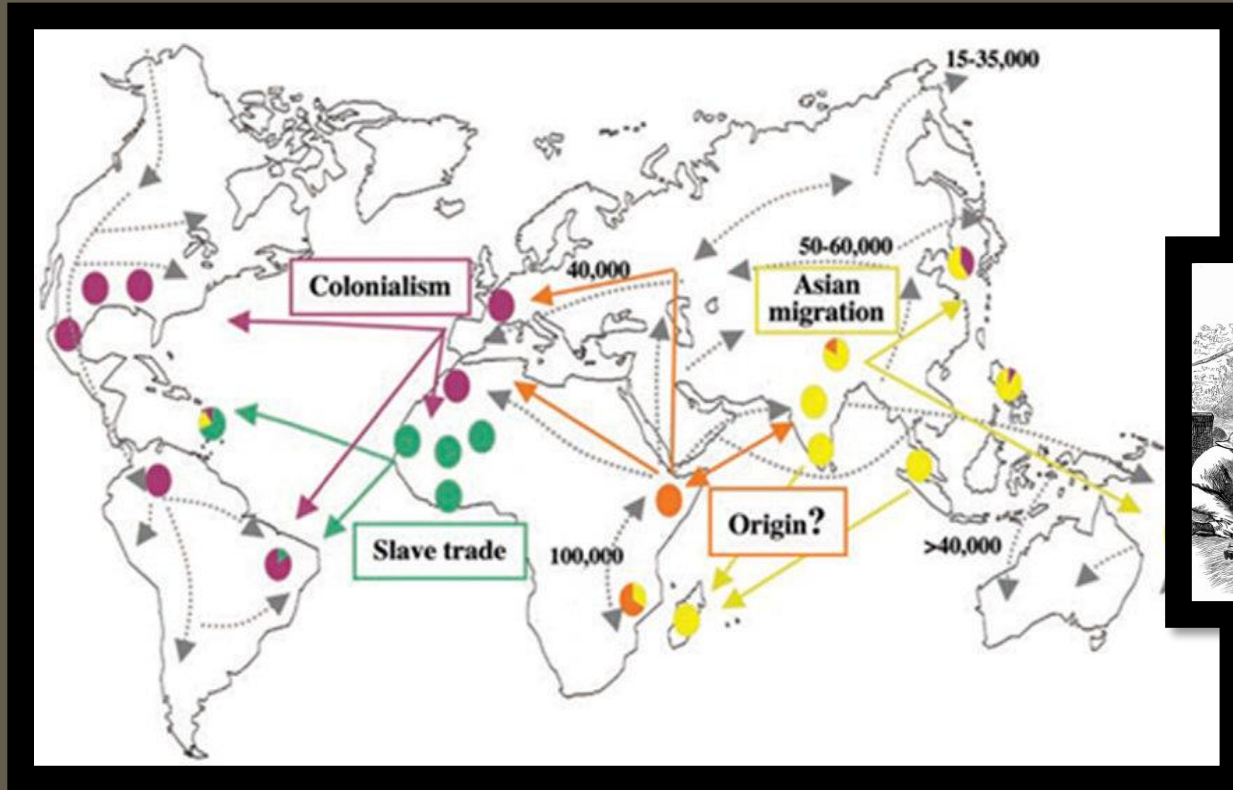 15-35,000
50-60,000
40,000
Colonialism
Asian
migration
Origin?
Slave trade
100,000
>40,000